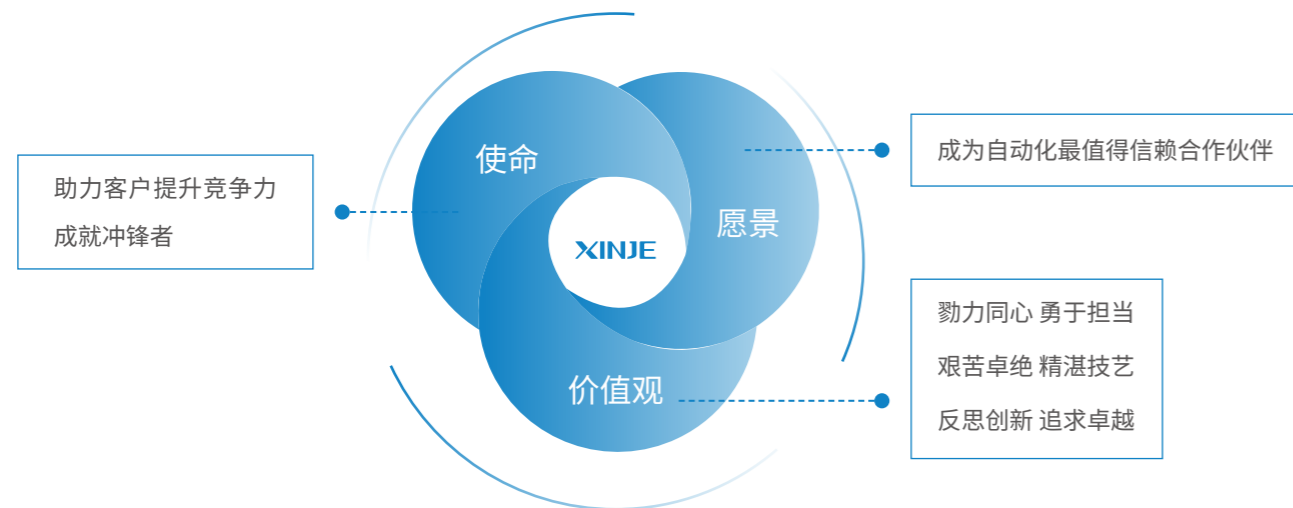 使命
助力客户提升竞争力
成就冲锋者
愿景
成为自动化最值得信赖合作伙伴
XINJE
价值观
勠力同心 勇于担当
艰苦卓绝 精湛技艺
反思创新 追求卓越